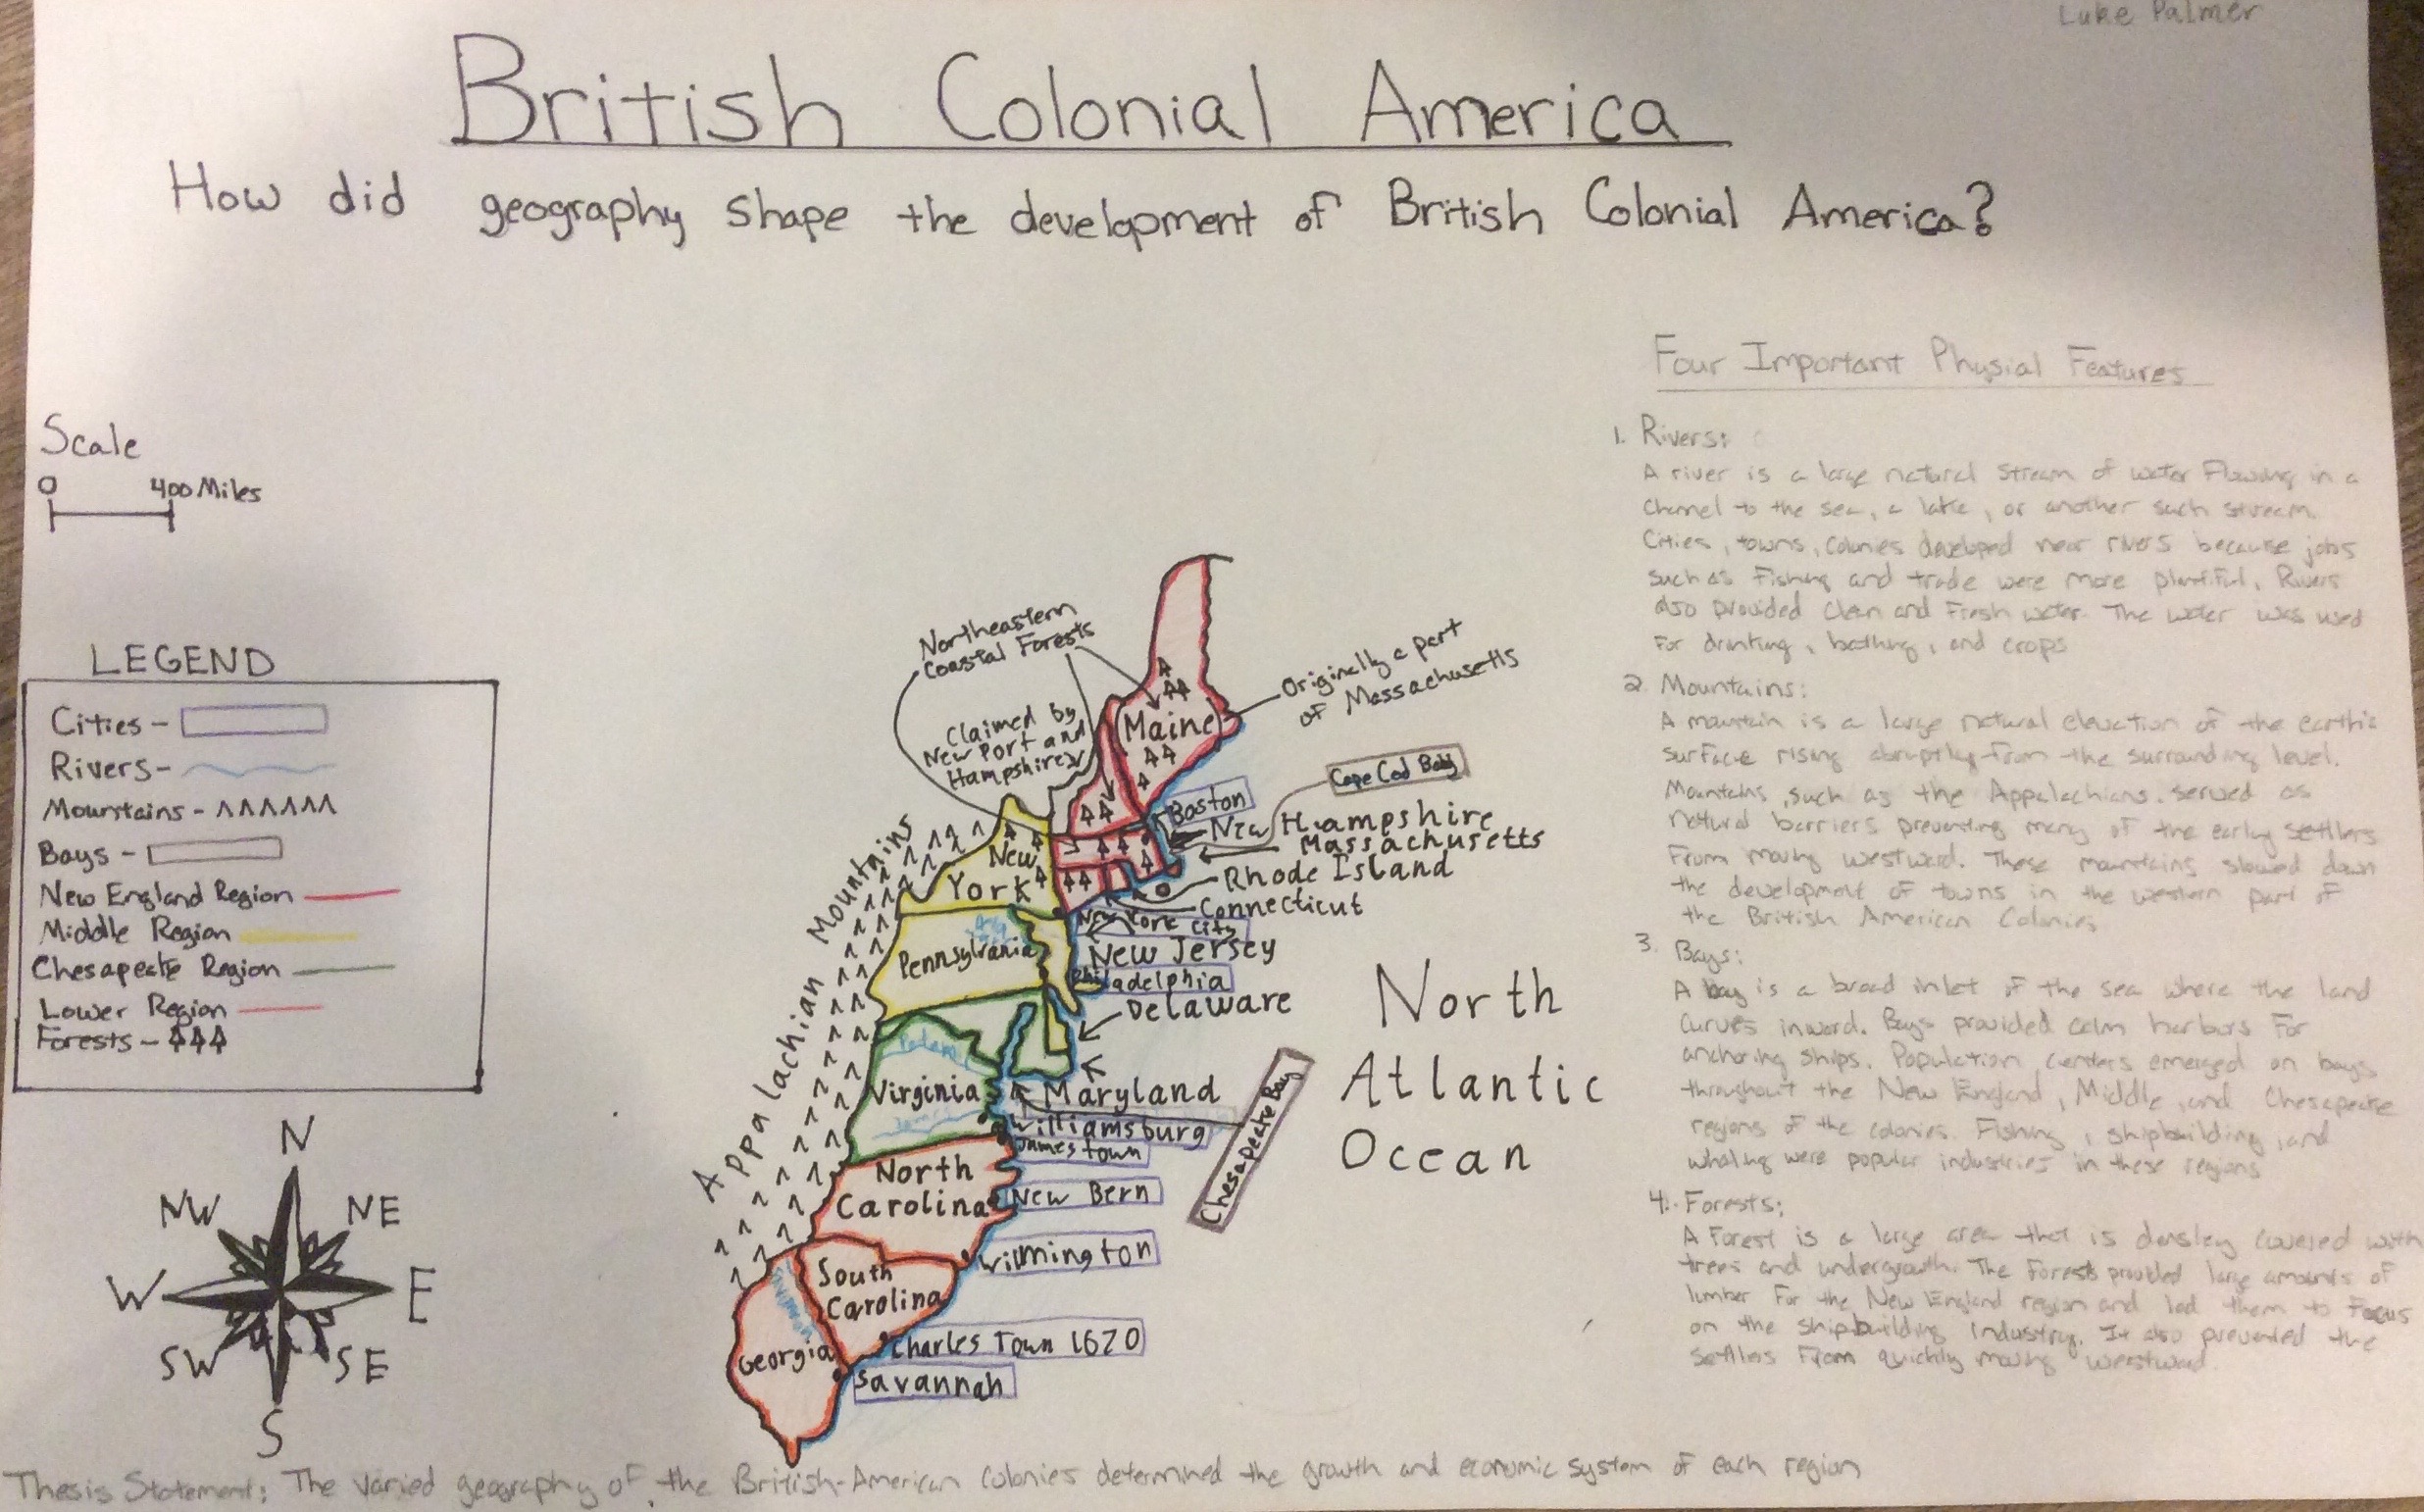 Luke Palmer
British Colonial America
How did geography shape the development of British Colonial America?
Scale
0 400 Miles
LEGEND
Cities -
Rivers -
Mountains -
Bays -
New England Region
Middle Region
Chesapeake Region
Lower Region
Forests -
N
NW NE
W E
SW SE
S
Northeastern
Coastal Forests
Claimed by
New Port and
Hampshire
Originally a part
of Massachusetts
Maine
Cape Cod Bay
Boston
New Hampshire
Massachusetts
Rhode Island
Connecticut
New
York
New York City
New Jersey
Pennsylvania
Philadelphia
Delaware
Maryland
Virginia
Williamsburg
Jamestown
Chesapeake Bay
North
Carolina
New Bern
Wilmington
South
Carolina
Charles Town 1670
Georgia
Savannah
Appalachian Mountains
North
Atlantic
Ocean
Four Important Physial Features
1. Rivers:
A river is a large natural stream of water flowing in a
channel to the sea, a lake, or another such stream.
Cities, towns, colonies developed near rivers because jobs
such as fishing and trade were more plentiful. Rivers
also provided clean and fresh water. The water was used
for drinking, bathing, and crops
2. Mountains:
A mountain is a large natural elevation of the earth's
surface rising abruptly from the surrounding level.
Mountains, such as the Appalachians, served as
natural barriers preventing many of the early settlers
from moving westward. These mountains slowed down
the development of towns in the western part of
the British American Colonies
3. Bays:
A bay is a broad inlet of the sea where the land
curves inward. Bays provided calm harbors for
anchoring ships. Population centers emerged on bays
throughout the New England, Middle, and Chesapeake
regions of the colonies. Fishing, shipbuilding, and
whaling were popular industries in these regions
4. Forests:
A forest is a large area that is densley covered with
trees and undergrowth. The forests provided large amounts of
lumber for the New England region and led them to focus
on the shipbuilding industry. It also prevented the
settlers from quickly moving westward.
Thesis Statement: The varied geography of the British-American Colonies determined the growth and economic system of each region